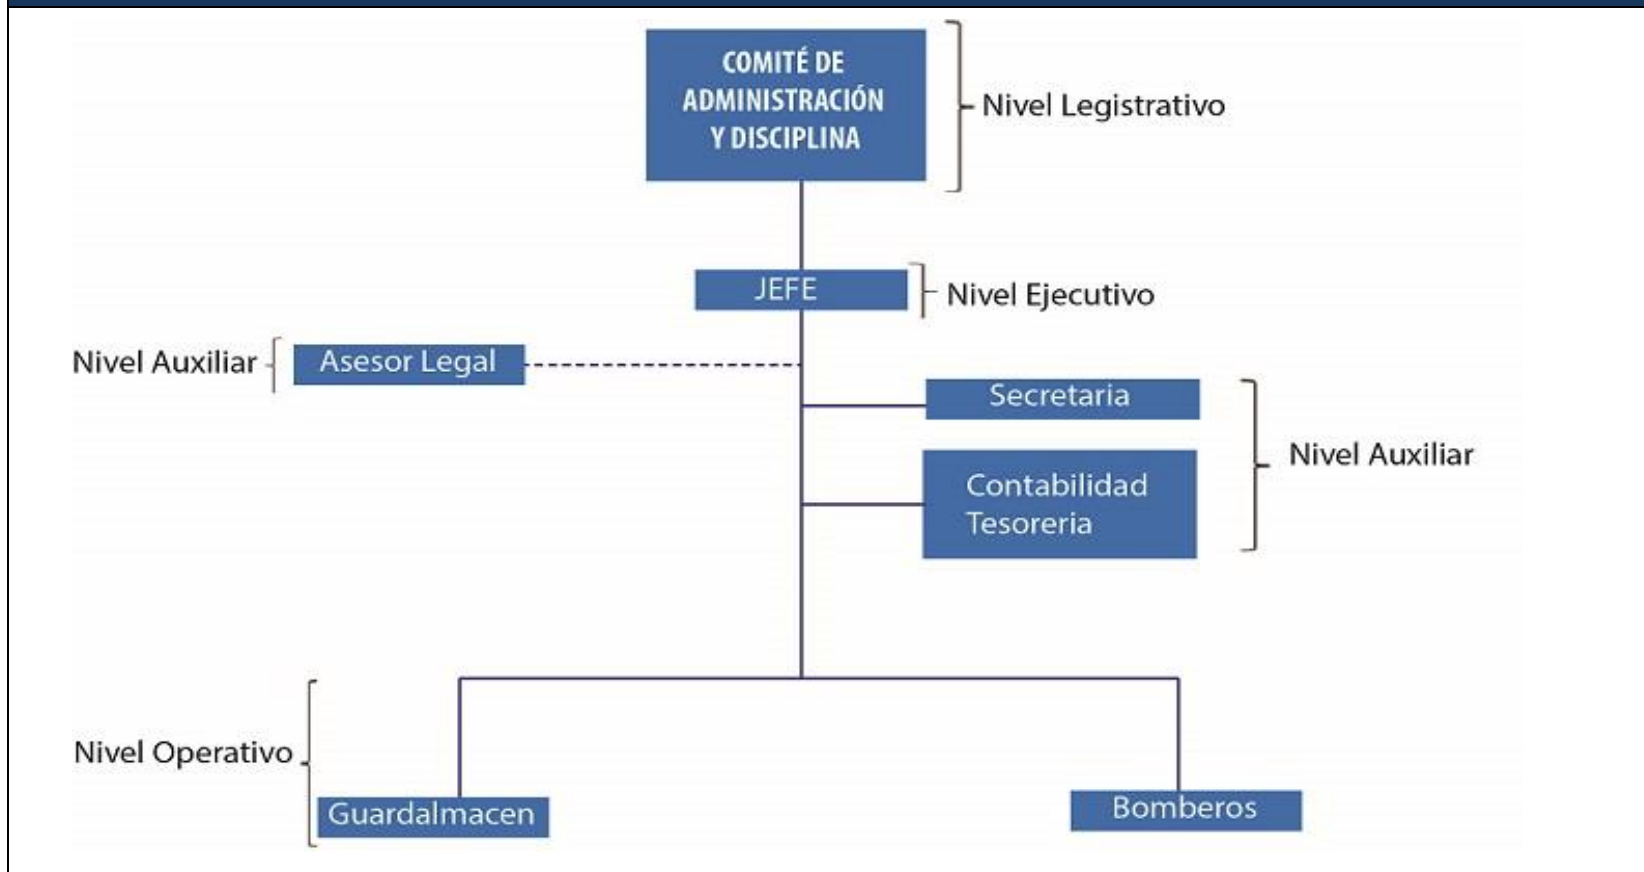 COMITÉ DE
ADMINISTRACIÓN
Y DISCIPLINA
Nivel Legistrativo
JEFE
Nivel Ejecutivo
Nivel Auxiliar
Asesor Legal
Secretaria
Contabilidad
Tesoreria
Nivel Auxiliar
Nivel Operativo
Guardalmacen
Bomberos